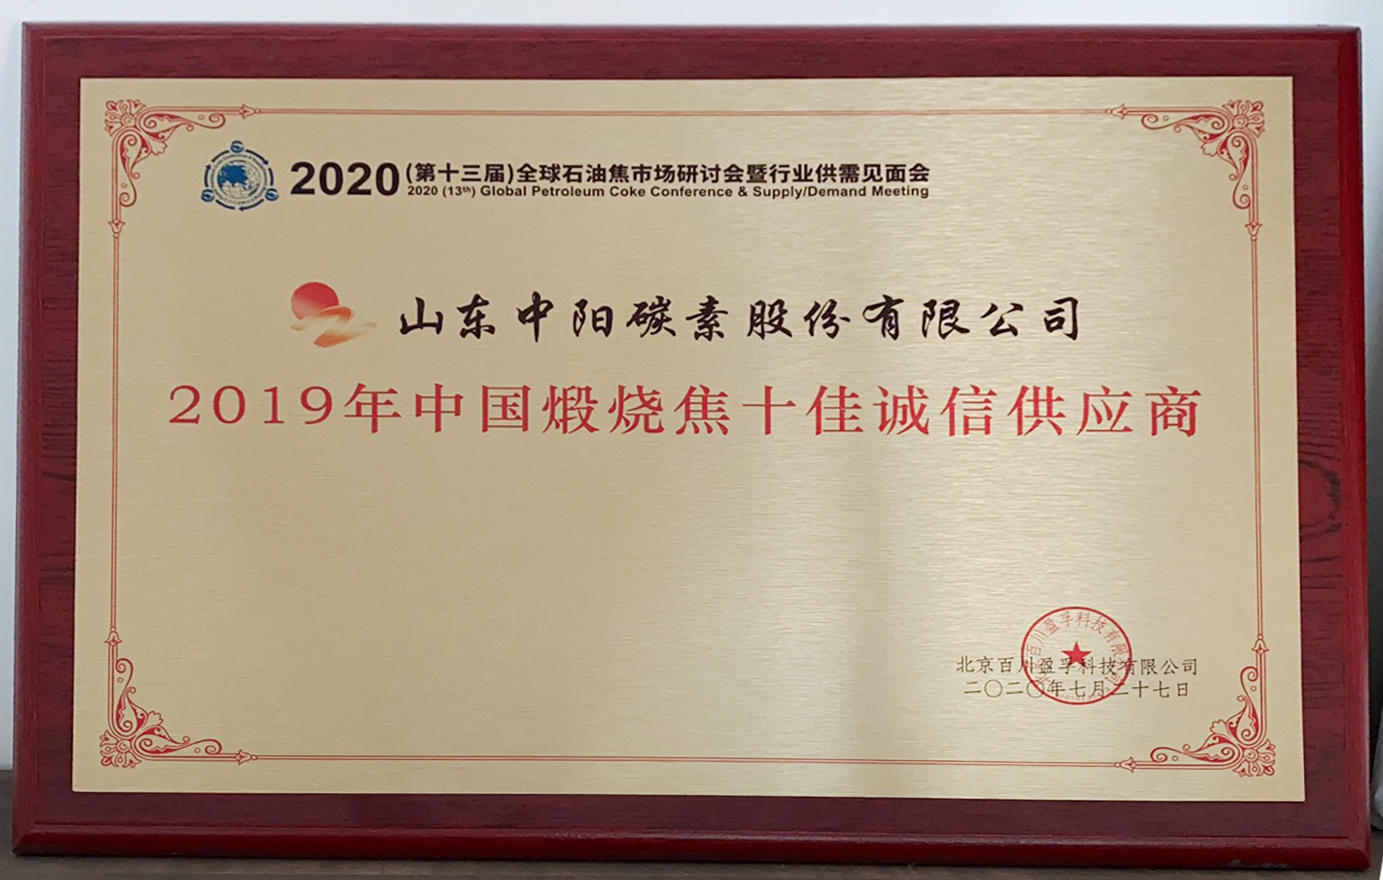 2020(第十三届)全球石油焦市场研讨会暨行业供需见面会
2020 (13th) Global Petroleum Coke Conference & Supply/Demand Meeting
山东中阳碳素股份有限公司
2019年中国煅烧焦十佳诚信供应商
北京百川盈孚科技有限公司
二〇二〇年七月二十七日